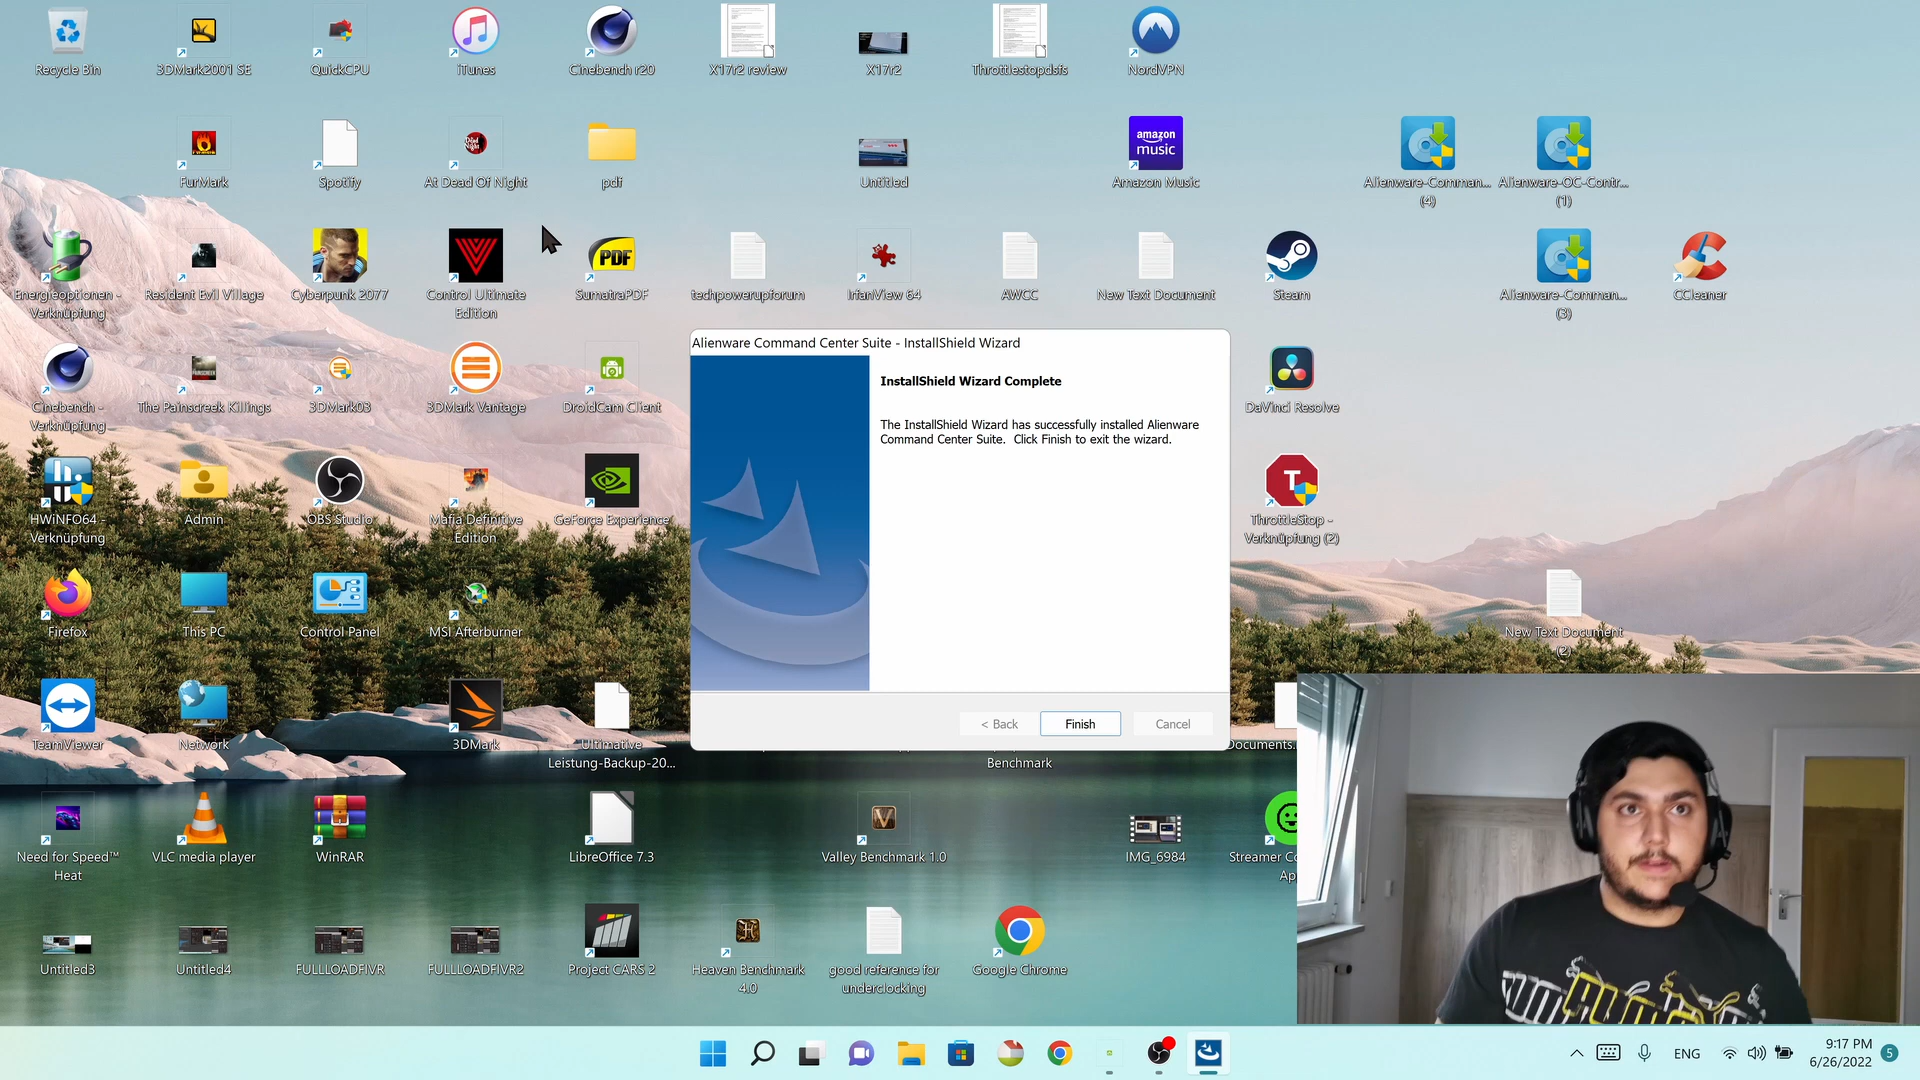 Recycle Bin
3DMark2001 SE
QuickCPU
iTunes
Cinebench r20
X17r2 review
X17r2
Throttlestopdsfs
NordVPN
FurMark
Spotify
At Dead Of Night
pdf
Untitled
amazon
music
Amazon Music
Alienware-Comman...
(4)
Alienware-OC-Contr...
(1)
Energieoptionen -
Verknüpfung
Resident Evil Village
Cyberpunk 2077
Control Ultimate
Edition
PDF
SumatraPDF
techpowerupforum
IrfanView 64
AWCC
New Text Document
Steam
Alienware-Comman...
(3)
CCleaner
Alienware Command Center Suite - InstallShield Wizard
InstallShield Wizard Complete
The InstallShield Wizard has successfully installed Alienware
Command Center Suite. Click Finish to exit the wizard.
< Back
Finish
Cancel
Cinebench -
Verknüpfung
The Painscreek Killings
3DMark03
3DMark Vantage
DroidCam Client
DaVinci Resolve
HWiNFO64 -
Verknüpfung
Admin
OBS Studio
Mafia Definitive
Edition
GeForce Experience
T
ThrottleStop -
Verknüpfung (2)
Firefox
This PC
Control Panel
MSI Afterburner
New Text Document
(2)
TeamViewer
Network
3DMark
Ultimative
Leistung-Backup-20...
Benchmark
Documents.
Need for Speed™
Heat
VLC media player
WinRAR
LibreOffice 7.3
V
Valley Benchmark 1.0
IMG_6984
Streamer Co
Ap
Untitled3
Untitled4
FULLLOADFIVR
FULLLOADFIVR2
Project CARS 2
H
Heaven Benchmark
4.0
good reference for
underclocking
Google Chrome
ENG
9:17 PM
6/26/2022
5